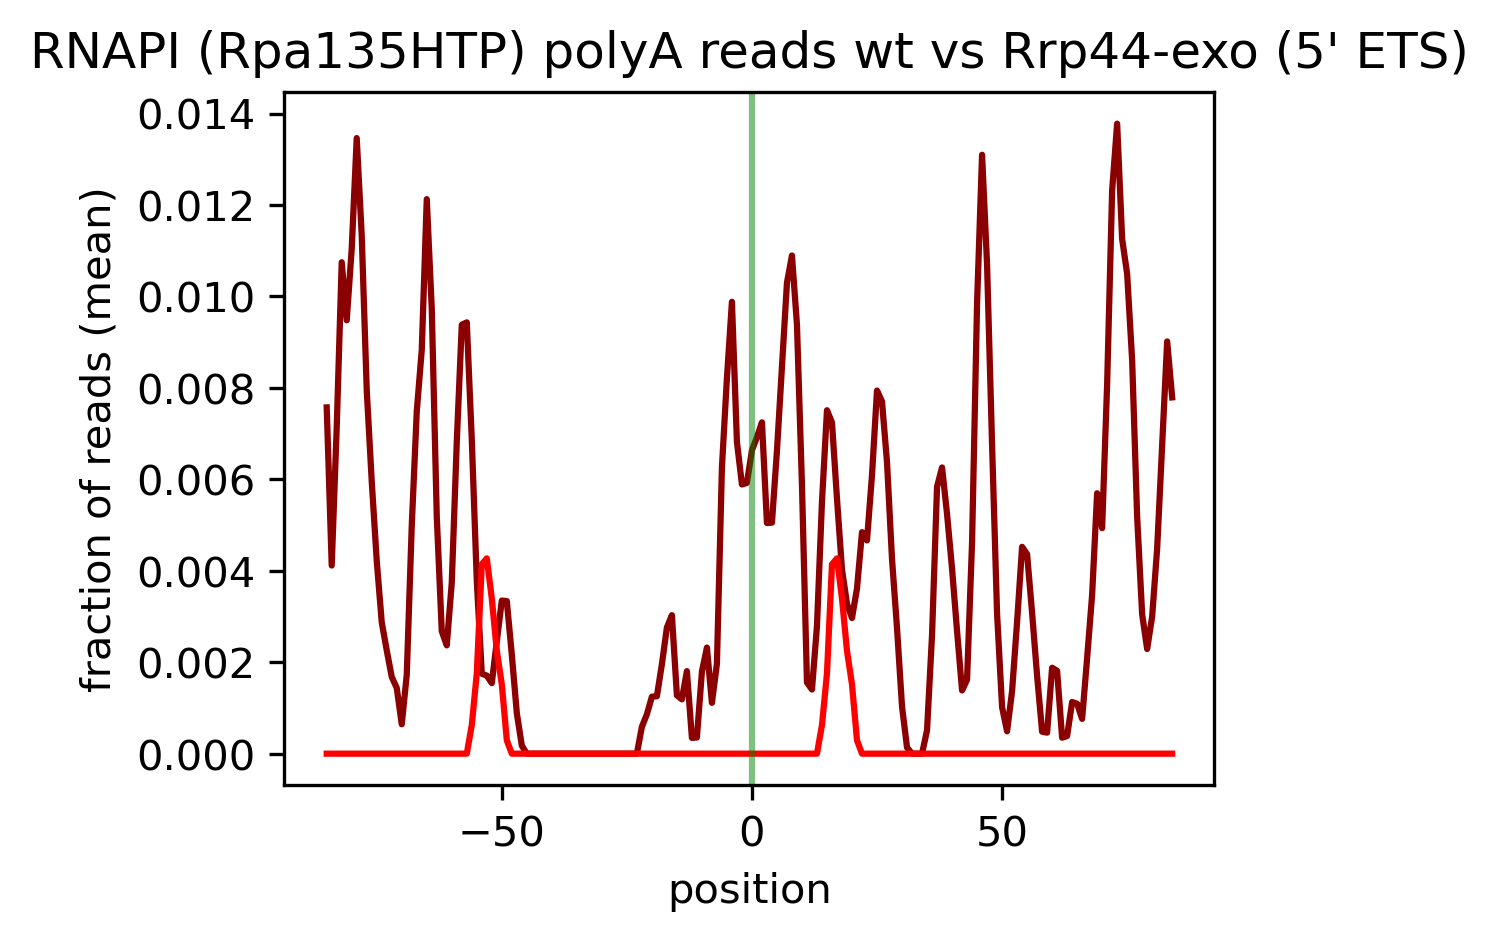 RNAPI (Rpa135HTP) polyA reads wt vs Rrp44-exo (5' ETS)
fraction of reads (mean)
0.014
0.012
0.010
0.008
0.006
0.004
0.002
0.000
−50 0 50
position